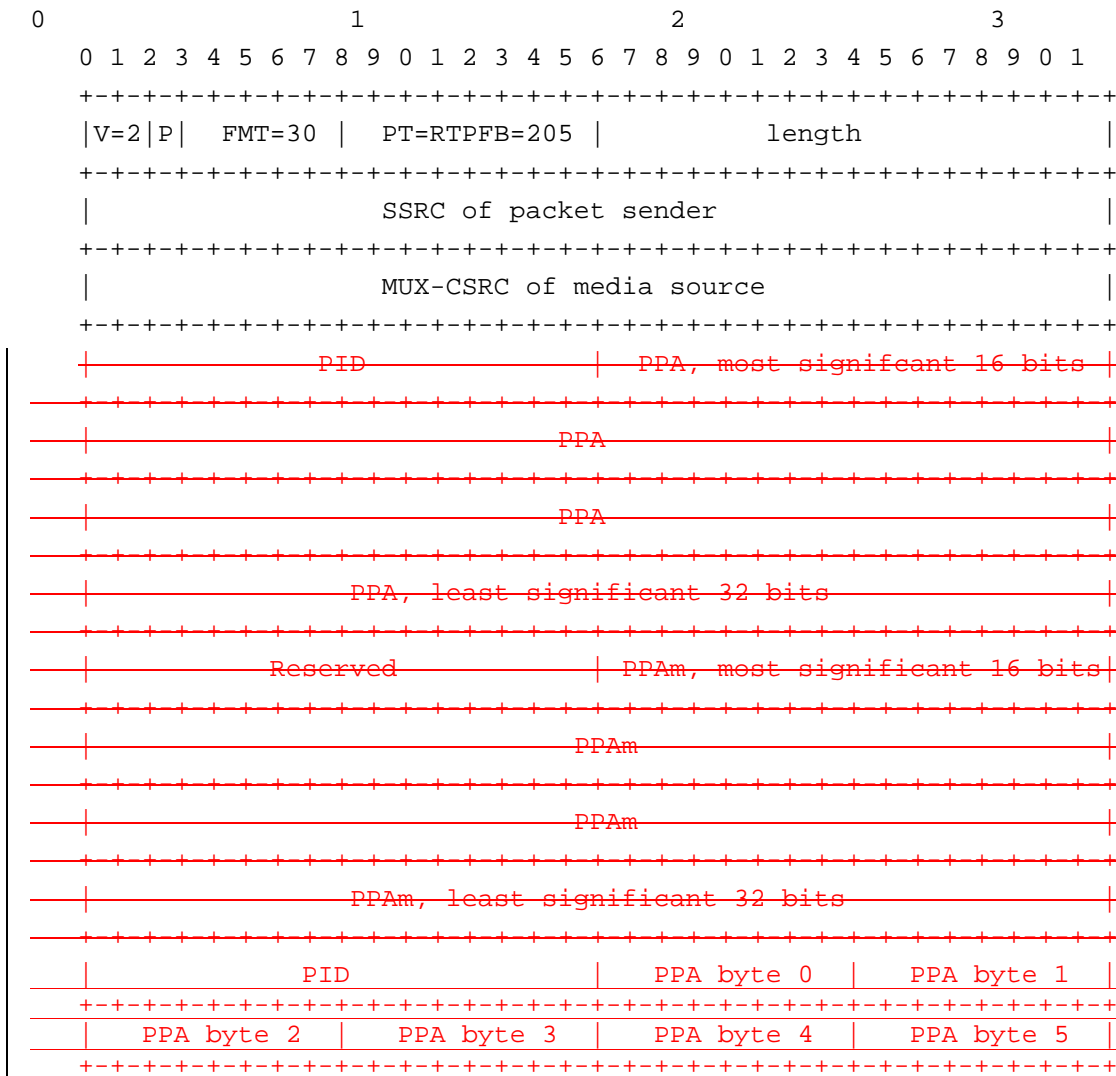 0                   1                   2                   3
0 1 2 3 4 5 6 7 8 9 0 1 2 3 4 5 6 7 8 9 0 1 2 3 4 5 6 7 8 9 0 1
+-+-+-+-+-+-+-+-+-+-+-+-+-+-+-+-+-+-+-+-+-+-+-+-+-+-+-+-+-+-+-+-+
|V=2|P|  FMT=30 |  PT=RTPFB=205 |          length               |
+-+-+-+-+-+-+-+-+-+-+-+-+-+-+-+-+-+-+-+-+-+-+-+-+-+-+-+-+-+-+-+-+
|                  SSRC of packet sender                        |
+-+-+-+-+-+-+-+-+-+-+-+-+-+-+-+-+-+-+-+-+-+-+-+-+-+-+-+-+-+-+-+-+
|                  MUX-CSRC of media source                     |
+-+-+-+-+-+-+-+-+-+-+-+-+-+-+-+-+-+-+-+-+-+-+-+-+-+-+-+-+-+-+-+-+
|              PID              |  PPA, most signifcant 16 bits |
+-+-+-+-+-+-+-+-+-+-+-+-+-+-+-+-+-+-+-+-+-+-+-+-+-+-+-+-+-+-+-+-+
|                             PPA                               |
+-+-+-+-+-+-+-+-+-+-+-+-+-+-+-+-+-+-+-+-+-+-+-+-+-+-+-+-+-+-+-+-+
|                             PPA                               |
+-+-+-+-+-+-+-+-+-+-+-+-+-+-+-+-+-+-+-+-+-+-+-+-+-+-+-+-+-+-+-+-+
|                PPA, least significant 32 bits                 |
+-+-+-+-+-+-+-+-+-+-+-+-+-+-+-+-+-+-+-+-+-+-+-+-+-+-+-+-+-+-+-+-+
|           Reserved            | PPAm, most significant 16 bits|
+-+-+-+-+-+-+-+-+-+-+-+-+-+-+-+-+-+-+-+-+-+-+-+-+-+-+-+-+-+-+-+-+
|                              PPAm                             |
+-+-+-+-+-+-+-+-+-+-+-+-+-+-+-+-+-+-+-+-+-+-+-+-+-+-+-+-+-+-+-+-+
|                              PPAm                             |
+-+-+-+-+-+-+-+-+-+-+-+-+-+-+-+-+-+-+-+-+-+-+-+-+-+-+-+-+-+-+-+-+
|                PPAm, least significant 32 bits                |
+-+-+-+-+-+-+-+-+-+-+-+-+-+-+-+-+-+-+-+-+-+-+-+-+-+-+-+-+-+-+-+-+
|             PID               |   PPA byte 0  |   PPA byte 1  |
+-+-+-+-+-+-+-+-+-+-+-+-+-+-+-+-+-+-+-+-+-+-+-+-+-+-+-+-+-+-+-+-+
|   PPA byte 2  |   PPA byte 3  |   PPA byte 4  |   PPA byte 5  |
+-+-+-+-+-+-+-+-+-+-+-+-+-+-+-+-+-+-+-+-+-+-+-+-+-+-+-+-+-+-+-+-+